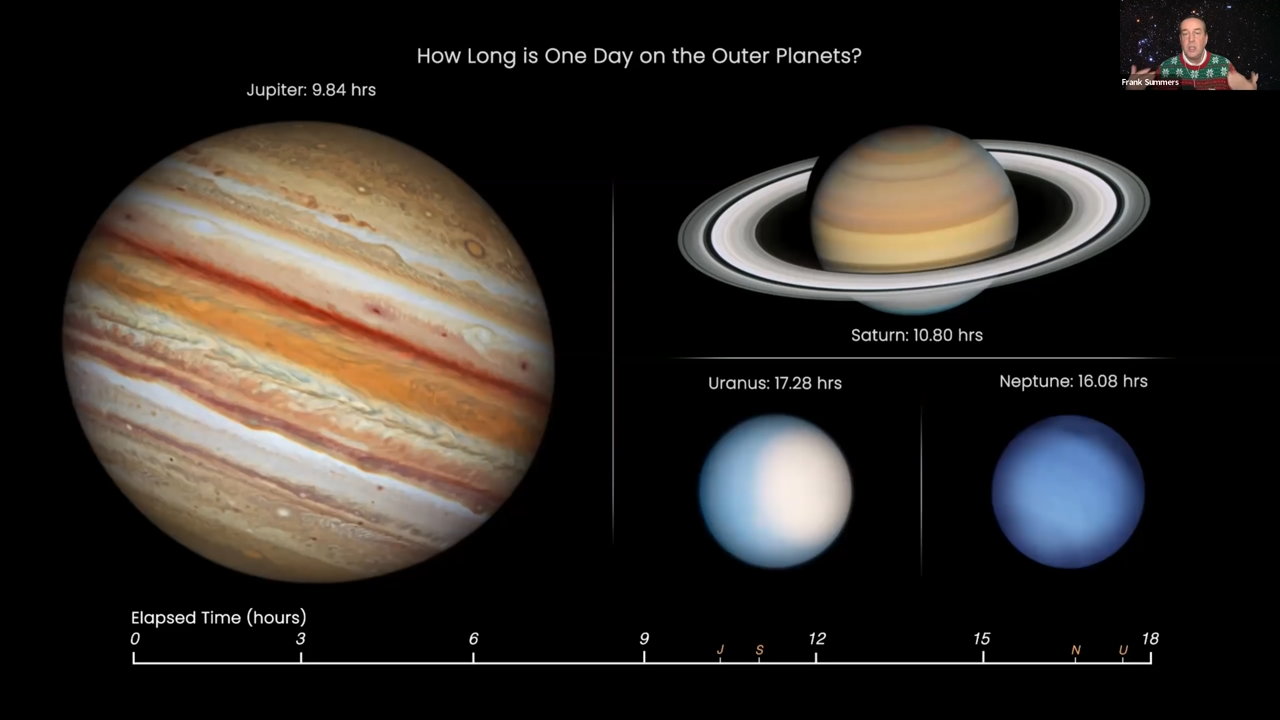 How Long is One Day on the Outer Planets?
Frank Summers
Jupiter: 9.84 hrs
Saturn: 10.80 hrs
Uranus: 17.28 hrs
Neptune: 16.08 hrs
Elapsed Time (hours)
0 3 6 9 12 15 18
J S N U